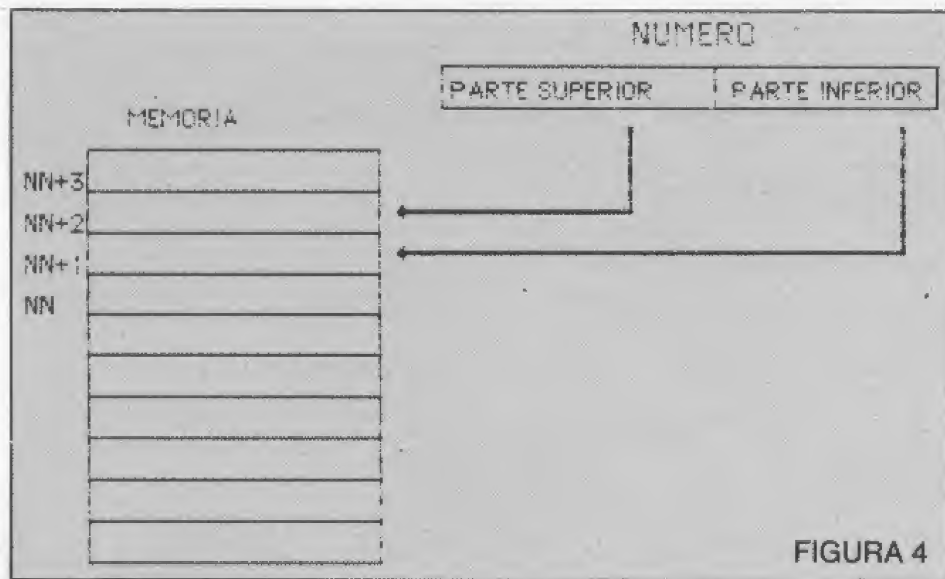 NUMERO
PARTE SUPERIOR PARTE INFERIOR
MEMORIA
NN+3
NN+2
NN+1
NN
FIGURA 4